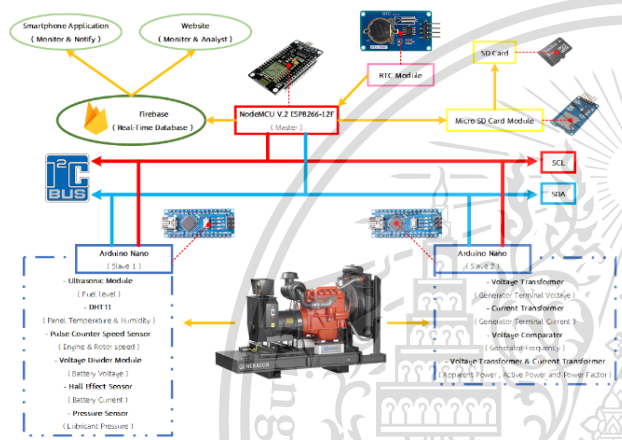 Smartphone Application
( Monitor & Notify )
Website
( Monitor & Analyst )
RTC
RTC Module
SD Card
Firebase
( Real-Time Database )
NodeMCU V.2 ESP8266-12F
( Master )
Micro SD Card Module
I2C
BUS
SCL
SDA
Arduino Nano
( Slave 1 )
- Ultrasonic Module
( Fuel Level )
- DHT11
( Panel Temperature & Humidity )
- Pulse Counter Speed Sensor
( Engine & Rotor speed )
- Voltage Divider Module
( Battery Voltage )
- Hall Effect Sensor
( Battery Current )
- Pressure Sensor
( Lubricant Pressure )
GENERATOR
Arduino Nano
( Slave 2 )
- Voltage Transformer
( Generator Terminal Voltage )
- Current Transformer
( Generator Terminal Current )
- Voltage Comparator
( Generator Frequency )
- Voltage Transformer & Current Transformer
( Apparent Power , Active Power and Power Factor )